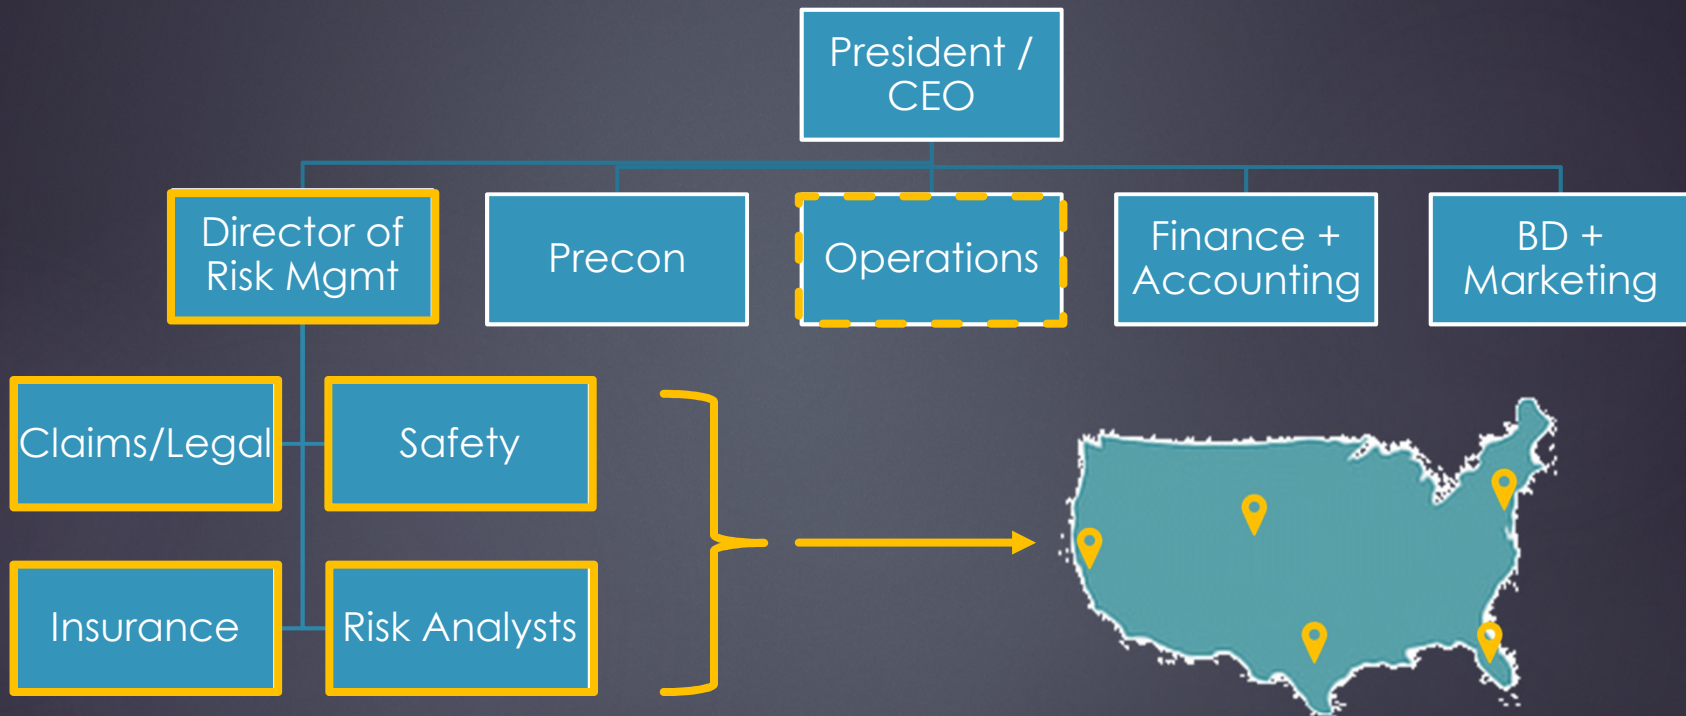 President /
CEO
Director of
Risk Mgmt
Precon
Operations
Finance +
Accounting
BD +
Marketing
Claims/Legal
Safety
Insurance
Risk Analysts